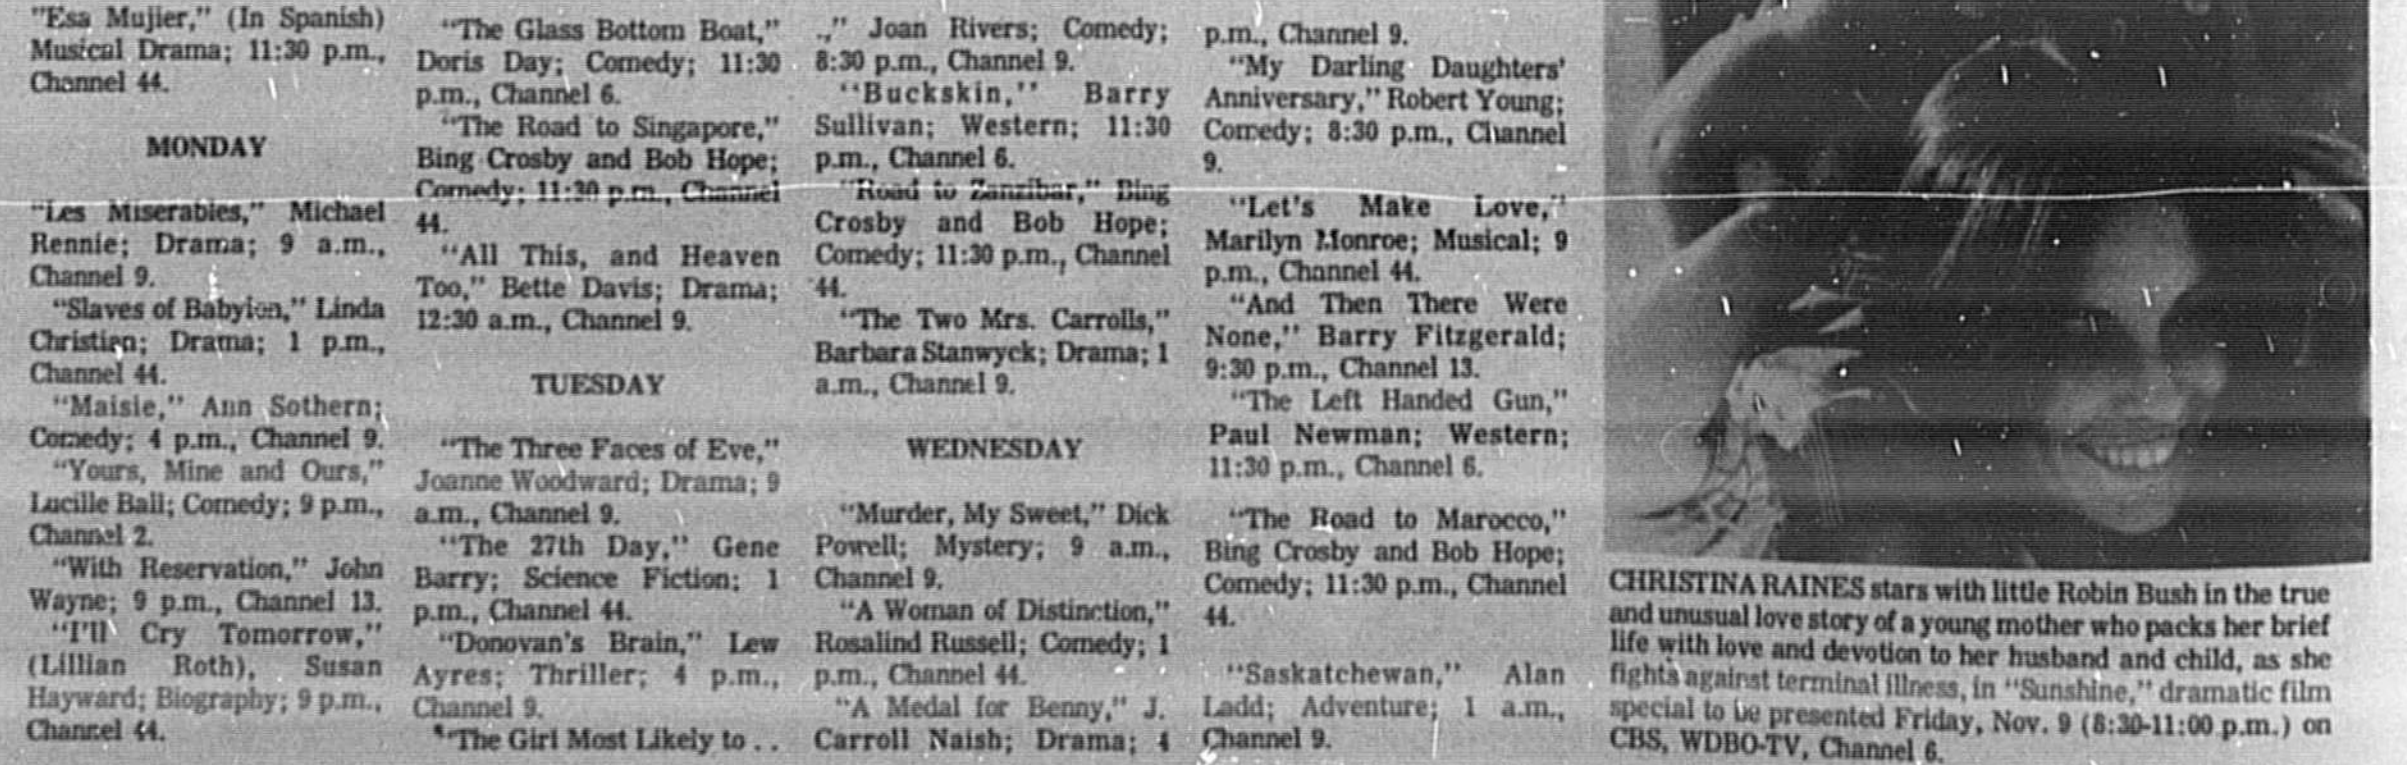 "Esa Mujier," (In Spanish)
Musical Drama; 11:30 p.m.,
Channel 44.
MONDAY
"Les Miserables," Michael
Rennie; Drama; 9 a.m.,
Channel 9.
"Slaves of Babylon," Linda
Christien; Drama; 1 p.m.,
Channel 44.
"Maisie," Ann Sothern;
Comedy; 4 p.m., Channel 9.
"Yours, Mine and Ours,"
Lucille Ball; Comedy; 9 p.m.,
Channel 2.
"With Reservation," John
Wayne; 9 p.m., Channel 13.
"I'll Cry Tomorrow,"
(Lillian Roth), Susan
Hayward; Biography; 9 p.m.,
Channel 44.
"The Glass Bottom Boat,"
Doris Day; Comedy; 11:30
p.m., Channel 6.
"The Road to Singapore,"
Bing Crosby and Bob Hope;
Comedy; 11:30 p.m., Channel
44.
"All This, and Heaven
Too," Bette Davis; Drama;
12:30 a.m., Channel 9.
TUESDAY
"The Three Faces of Eve,"
Joanne Woodward; Drama; 9
a.m., Channel 9.
"The 27th Day," Gene
Barry; Science Fiction; 1
p.m., Channel 44.
"Donovan's Brain," Lew
Ayres; Thriller; 4 p.m.,
Channel 9.
"The Girl Most Likely to . .
.," Joan Rivers; Comedy;
8:30 p.m., Channel 9.
"Buckskin," Barry
Sullivan; Western; 11:30
p.m., Channel 6.
"Road to Zanzibar," Bing
Crosby and Bob Hope;
Comedy; 11:30 p.m., Channel
44.
"The Two Mrs. Carrolls,"
Barbara Stanwyck; Drama; 1
a.m., Channel 9.
WEDNESDAY
"Murder, My Sweet," Dick
Powell; Mystery; 9 a.m.,
Channel 9.
"A Woman of Distinction,"
Rosalind Russell; Comedy; 1
p.m., Channel 44.
"A Medal for Benny," J.
Carroll Naish; Drama; 4
p.m., Channel 9.
"My Darling Daughters'
Anniversary," Robert Young;
Comedy; 8:30 p.m., Channel
9.
"Let's Make Love,"
Marilyn Monroe; Musical; 9
p.m., Channel 44.
"And Then There Were
None," Barry Fitzgerald;
9:30 p.m., Channel 13.
"The Left Handed Gun,"
Paul Newman; Western;
11:30 p.m., Channel 6.
"The Road to Marocco,"
Bing Crosby and Bob Hope;
Comedy; 11:30 p.m., Channel
44.
"Saskatchewan," Alan
Ladd; Adventure; 1 a.m.,
Channel 9.
CHRISTINA RAINES stars with little Robin Bush in the true
and unusual love story of a young mother who packs her brief
life with love and devotion to her husband and child, as she
fights against terminal illness, in "Sunshine," dramatic film
special to be presented Friday, Nov. 9 (8:30-11:00 p.m.) on
CBS, WDBO-TV, Channel 6.